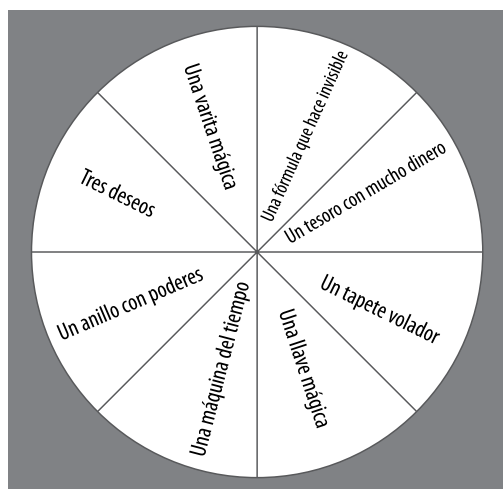 Una varita mágica
Una fórmula que hace invisible
Un tesoro con mucho dinero
Un tapete volador
Una llave mágica
Una máquina del tiempo
Un anillo con poderes
Tres deseos